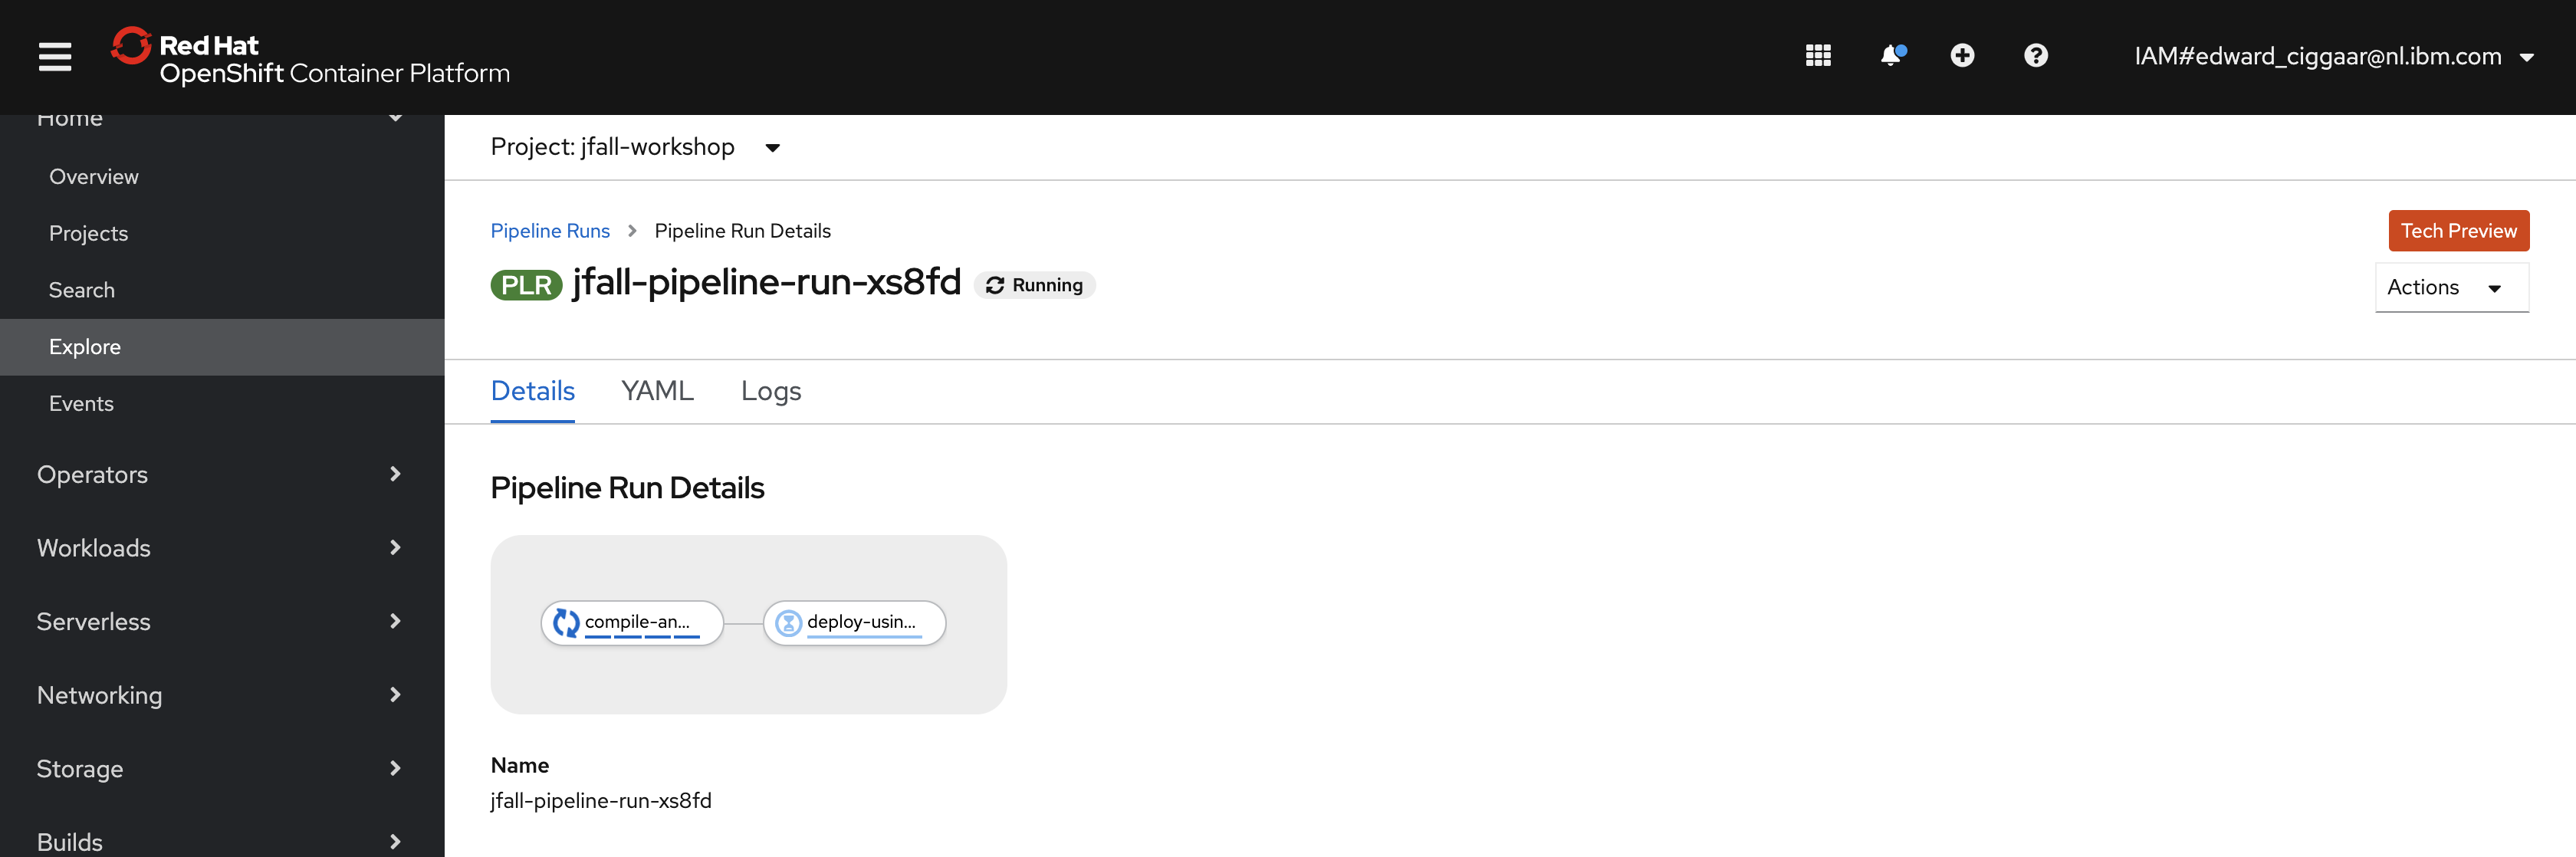 Red Hat
OpenShift Container Platform
IAM#edward_ciggaar@nl.ibm.com
Home
Overview
Projects
Search
Explore
Events
Operators
Workloads
Serverless
Networking
Storage
Builds
Project: jfall-workshop
Pipeline Runs Pipeline Run Details
Tech Preview
PLR jfall-pipeline-run-xs8fd Running
Actions
Details YAML Logs
Pipeline Run Details
compile-an... deploy-usin...
Name
jfall-pipeline-run-xs8fd